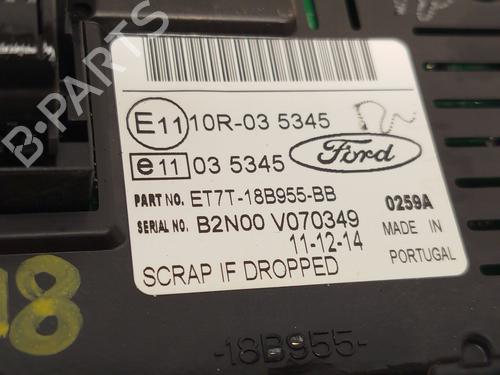 E11 10R-03 5345
e11 03 5345
Ford
PART NO. ET7T-18B955-BB
0259A
SERIAL NO. B2N00 V070349
MADE IN
11-12-14
PORTUGAL
SCRAP IF DROPPED
18
-18B955-
B-PARTS